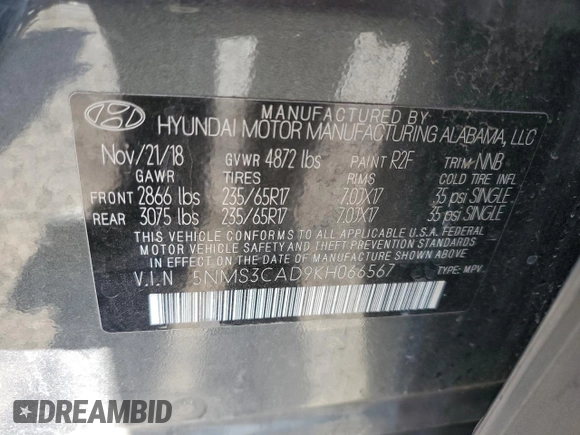 MANUFACTURED BY
HYUNDAI MOTOR MANUFACTURING ALABAMA, LLC
Nov/21/18 GVWR 4872 lbs PAINT R2F TRIM NNB
GAWR TIRES RIMS COLD TIRE INFL
FRONT 2866 lbs 235/65R17 7.0JX17 35 psi SINGLE
REAR 3075 lbs 235/65R17 7.0JX17 35 psi SINGLE
THIS VEHICLE CONFORMS TO ALL APPLICABLE U.S.A. FEDERAL
MOTOR VEHICLE SAFETY AND THEFT PREVENTION STANDARDS
IN EFFECT ON THE DATE OF MANUFACTURE SHOWN ABOVE.
V.I.N 5NMS3CAD9KH066567 TYPE: MPV
DREAMBID